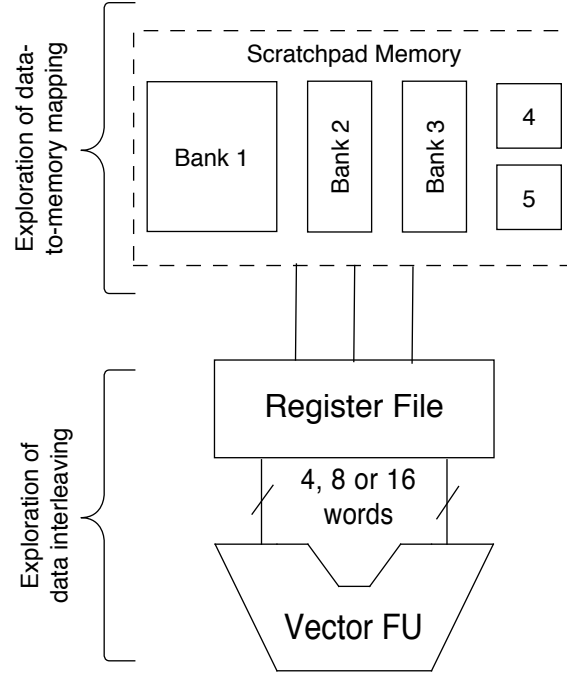 Exploration of data-
to-memory mapping
Scratchpad Memory
Bank 1
Bank 2
Bank 3
4
5
Exploration of
data interleaving
Register File
4, 8 or 16
words
Vector FU